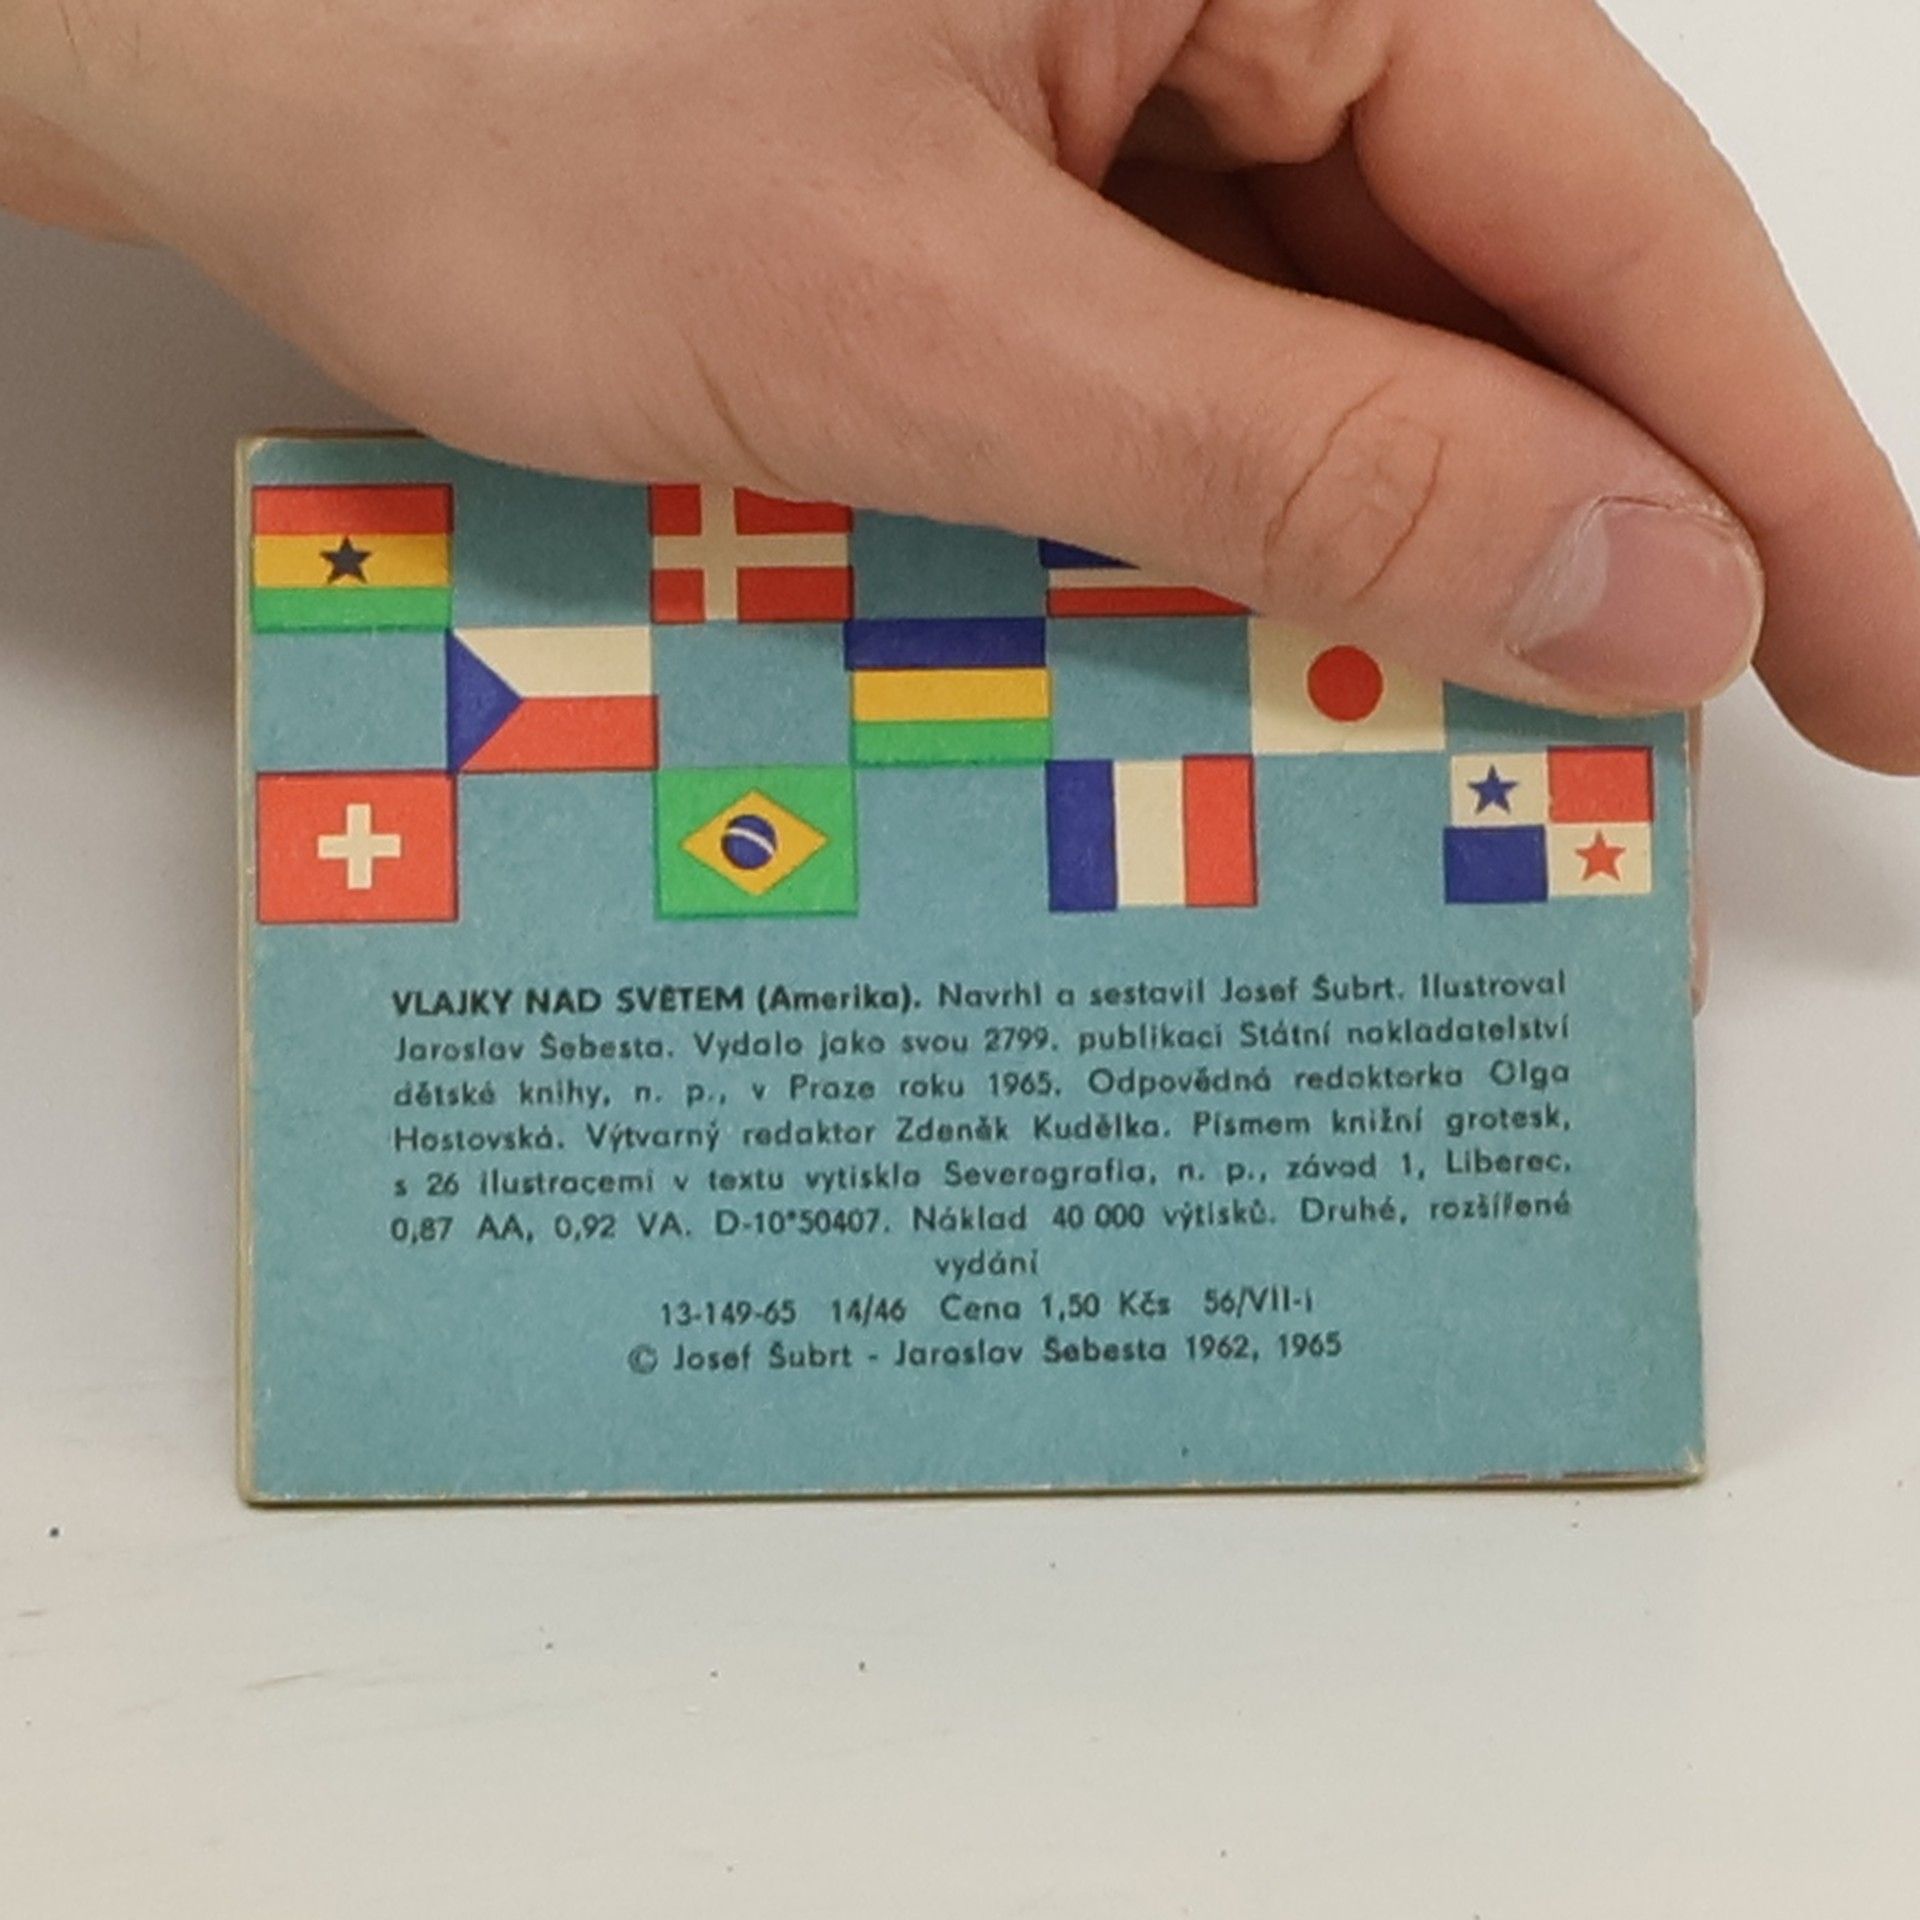 VLAJKY NAD SVĚTEM (Amerika). Navrhl a sestavil Josef Šubrt. Ilustroval
Jaroslav Šebesta. Vydalo jako svou 2799. publikaci Státní nakladatelství
dětské knihy, n. p., v Praze roku 1965. Odpovědná redaktorka Olga
Hostovská. Výtvarný redaktor Zdeněk Kudělka. Písmem knižní grotesk,
s 26 ilustracemi v textu vytiskla Severografia, n. p., závod 1, Liberec.
0,87 AA, 0,92 VA. D-10*50407. Náklad 40 000 výtisků. Druhé, rozšířené
vydání
13-149-65 14/46 Cena 1,50 Kčs 56/VII-i
© Josef Šubrt - Jaroslav Šebesta 1962, 1965